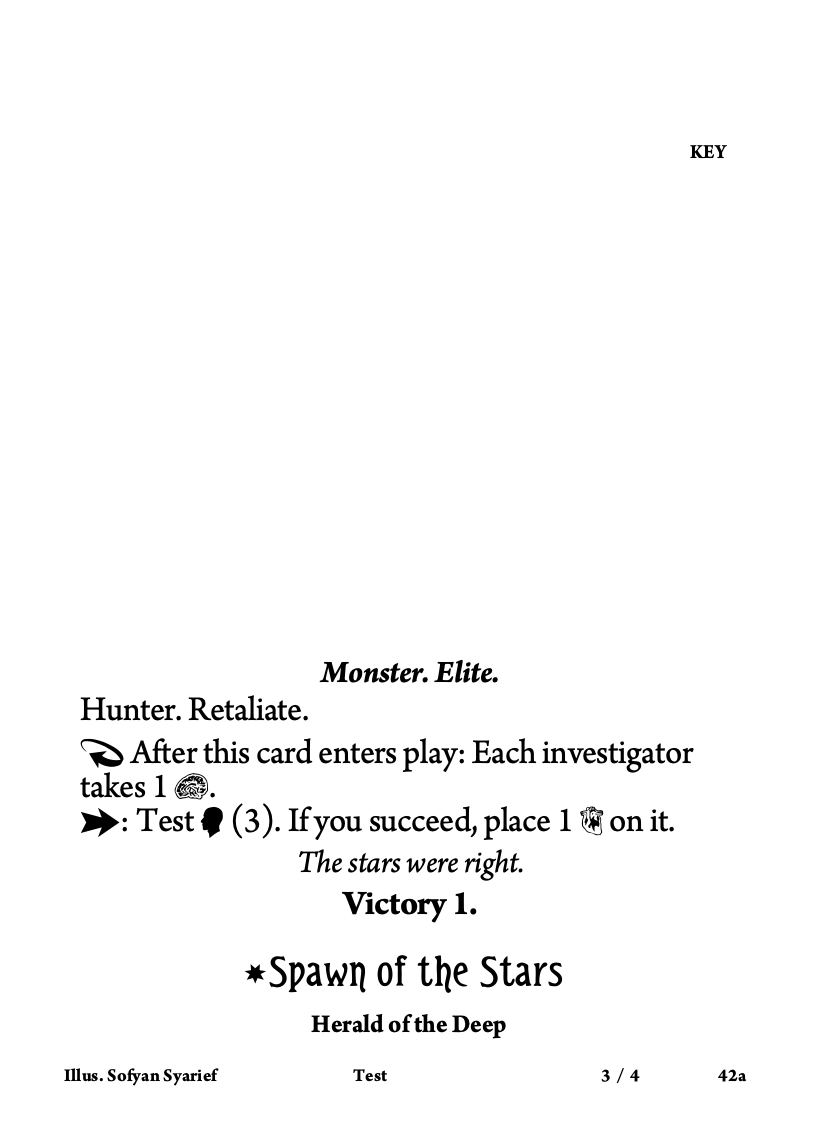 KEY
Monster. Elite.
Hunter. Retaliate.
After this card enters play: Each investigator
takes 1 .
: Test (3). If you succeed, place 1 on it.
The stars were right.
Victory 1.
Spawn of the Stars
Herald of the Deep
Illus. Sofyan Syarief Test 3 / 4 42a